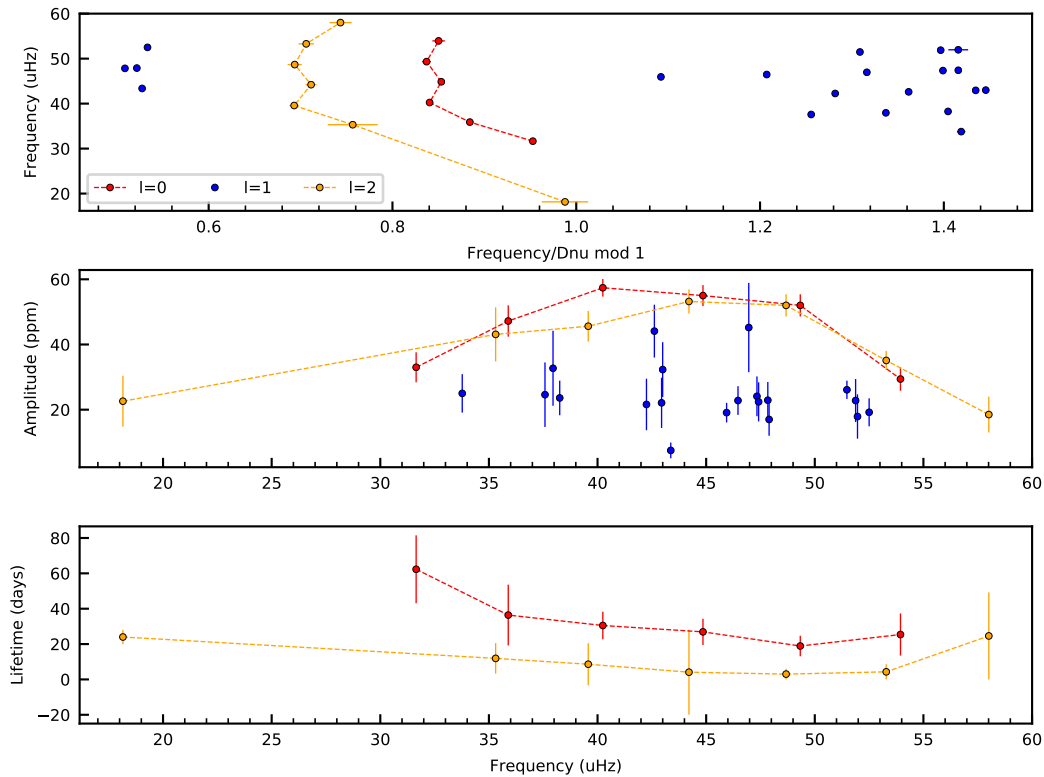 Frequency (uHz)
60
50
40
30
20
l=0 l=1 l=2
0.6 0.8 1.0 1.2 1.4
Frequency/Dnu mod 1
Amplitude (ppm)
60
40
20
20 25 30 35 40 45 50 55 60
Lifetime (days)
80
60
40
20
0
−20
20 25 30 35 40 45 50 55 60
Frequency (uHz)